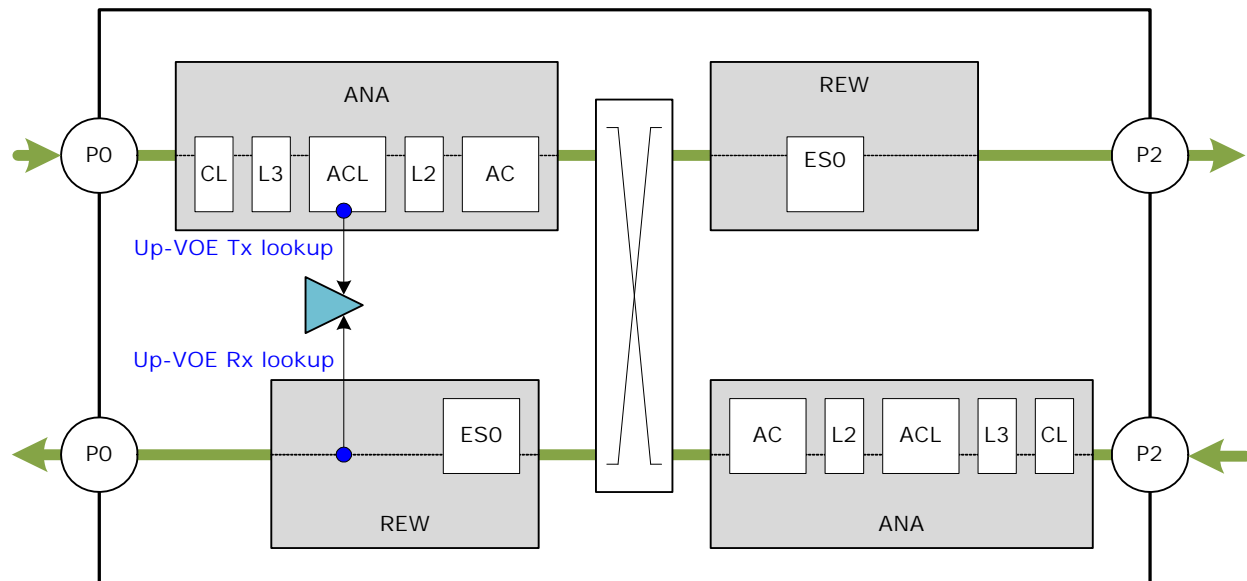 ANA
REW
P0
CL
L3
ACL
L2
AC
ES0
P2
Up-VOE Tx lookup
Up-VOE Rx lookup
P0
ES0
AC
L2
ACL
L3
CL
P2
REW
ANA